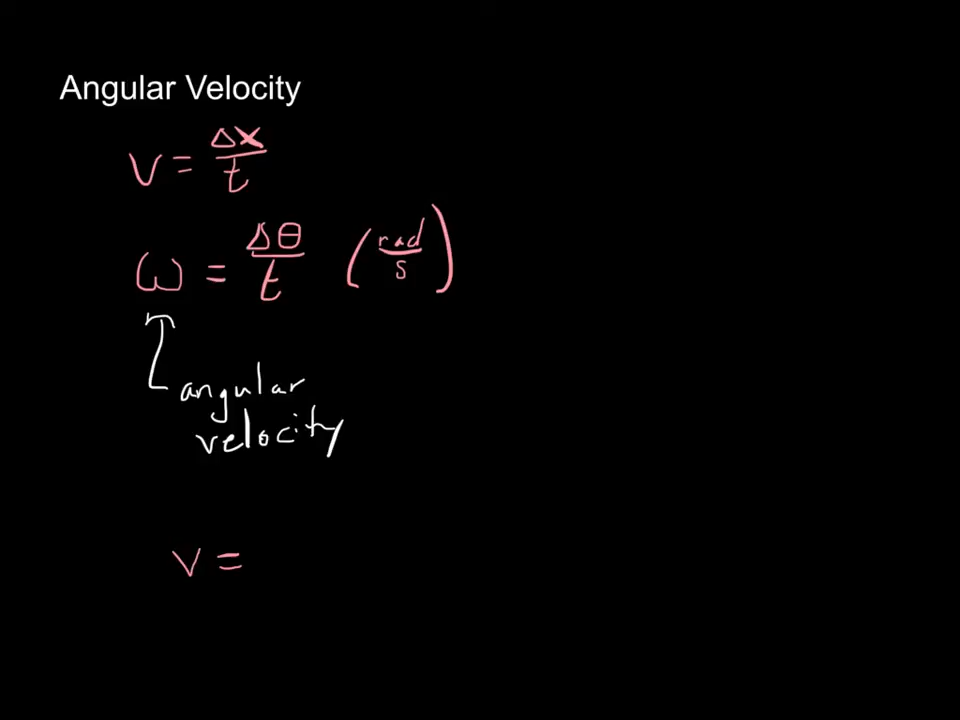 Angular Velocity
v = Δx/t
ω = Δθ/t (rad/s)
angular
velocity
v =